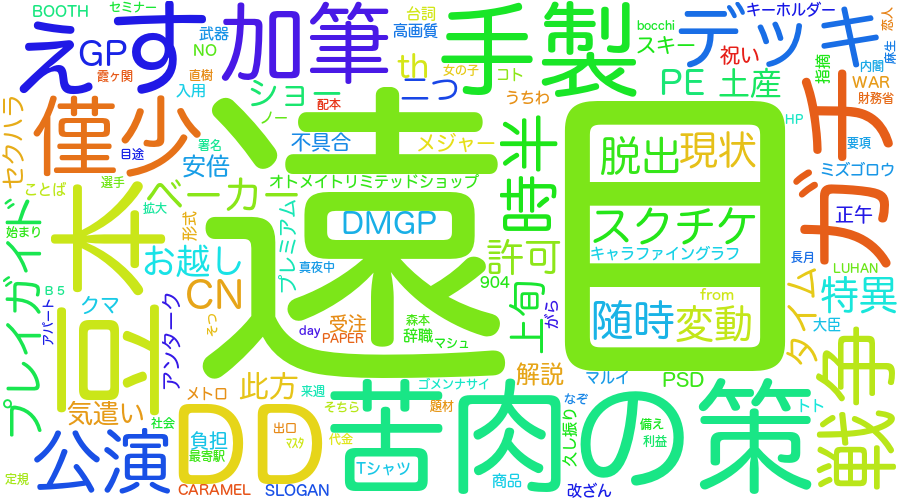 BOOTH
セミナー
えす
加筆
手製
デッキ
キーホルダー
恋人
GP
武器
NO
台詞
高画質
bocchi
スキー
祝い
麻生
内閣
霞ヶ関
直樹
入用
ショー
th
二つ
女の子
コト
PE
土産
指摘
WAR
財務省
セクハラ
僅少
ノー
配本
うちわ
ガチ
HP
目途
署名
安倍
不具合
メジャー
時半
脱出
現状
要項
ミズゴロウ
ことば
選手
ベーカー
オトメイトリミテッドショップ
遠
目
本
拡大
DMGP
スクチケ
正午
プレイガイド
始まり
形式
プレミアム
お越し
真夜中
許可
キャラファイングラフ
長月
LUHAN
B5
クマ
CN
904
from
タイム
特異
アパート
アンターク
そっ
day
受注
PAPER
森本
辞職
マシュ
上旬
がら
随時
変動
大臣
豆
メトロ
此方
来週
ゴメンナサイ
解説
マルイ
PSD
戦争
気遣い
社会
DD
そちら
題材
苦肉の策
なぞ
トト
公演
負担
出口
マスタ
代金
久し振り
備え
利益
最寄駅
Tシャツ
商品
定規
CARAMEL
SLOGAN
改ざん